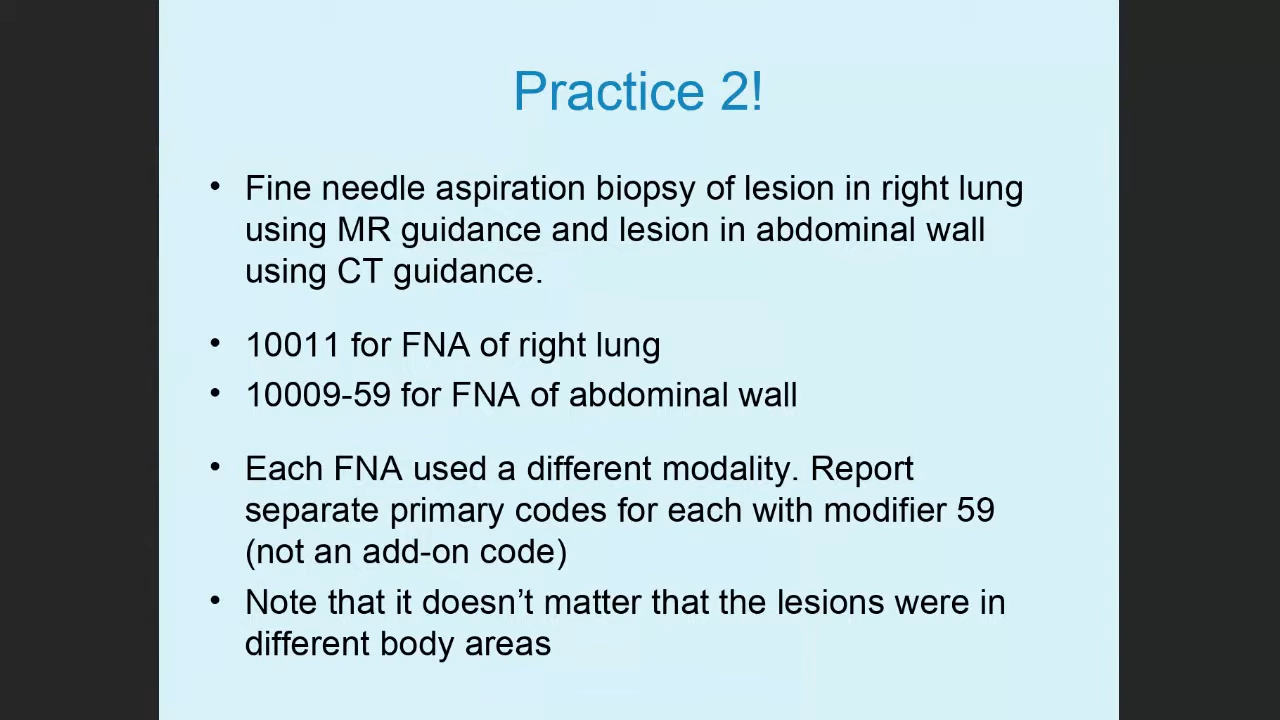 Practice 2!
• Fine needle aspiration biopsy of lesion in right lung
using MR guidance and lesion in abdominal wall
using CT guidance.
• 10011 for FNA of right lung
• 10009-59 for FNA of abdominal wall
• Each FNA used a different modality. Report
separate primary codes for each with modifier 59
(not an add-on code)
• Note that it doesn’t matter that the lesions were in
different body areas